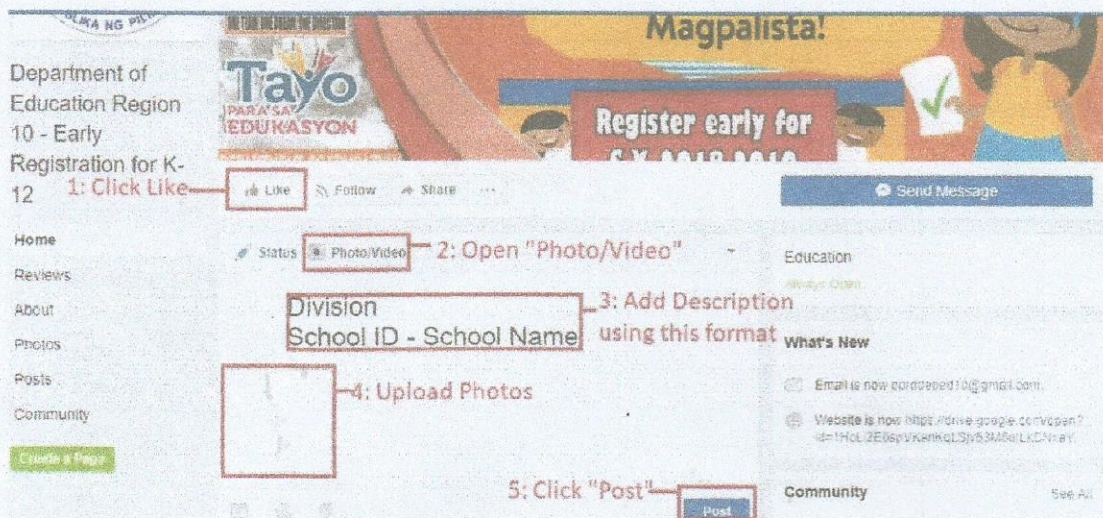 BLIKA NG PILI
Department of
Education Region
10 - Early
Registration for K-
12
Home
Reviews
About
Photos
Posts
Community
Create a Page
Tayo
PARA SA
EDUKASYON
Magpalista!
Register early for
1: Click Like
Like
Follow
Share
Send Message
Status
Photo/Video
2: Open "Photo/Video"
Division
School ID - School Name
3: Add Description
using this format
4: Upload Photos
5: Click "Post"
Post
Education
Always Open
What's New
Email is now
Website is now
Community
See All